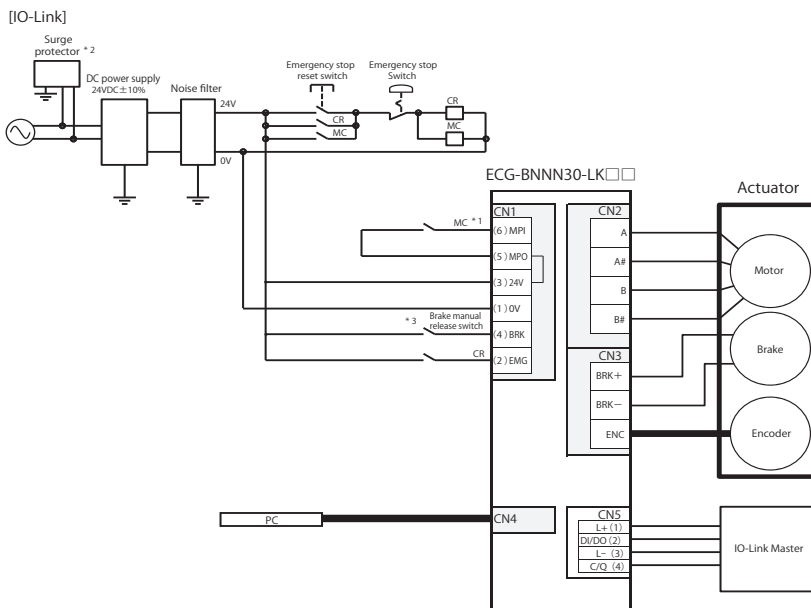 [IO-Link]
Surge
protector *2
DC power supply
24VDC±10%
Noise filter
24V
0V
Emergency stop
reset switch
Emergency stop
Switch
CR
MC
CR
MC
ECG-BNNN30-LK□□
Actuator
CN1
MC *1
(6) MPI
(5) MPO
(3) 24V
(1) 0V
*3 Brake manual
release switch
(4) BRK
CR
(2) EMG
CN2
A
A#
B
B#
CN3
BRK+
BRK−
ENC
Motor
Brake
Encoder
PC
CN4
CN5
L+ (1)
DI/DO (2)
L− (3)
C/Q (4)
IO-Link Master